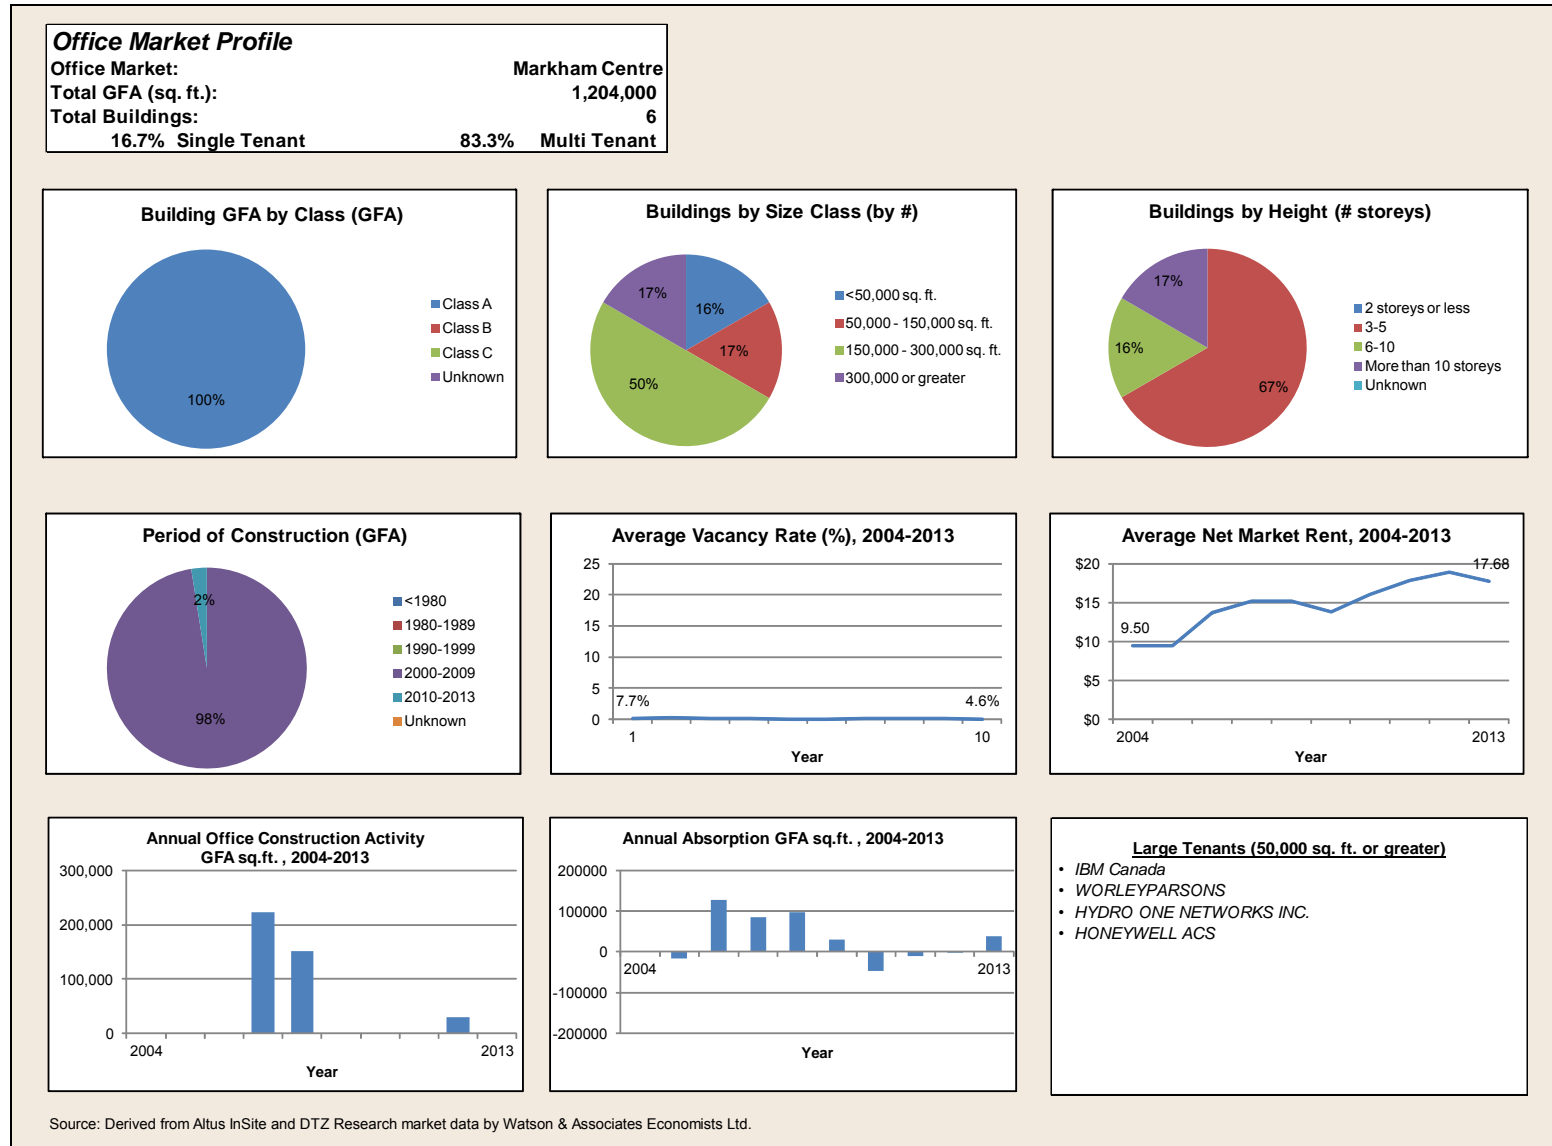 Office Market Profile
Office Market: Markham Centre
Total GFA (sq. ft.): 1,204,000
Total Buildings: 6
16.7% Single Tenant 83.3% Multi Tenant
Building GFA by Class (GFA)
100%
Class A
Class B
Class C
Unknown
Buildings by Size Class (by #)
17%
16%
17%
50%
<50,000 sq. ft.
50,000 - 150,000 sq. ft.
150,000 - 300,000 sq. ft.
300,000 or greater
Buildings by Height (# storeys)
17%
16%
67%
2 storeys or less
3-5
6-10
More than 10 storeys
Unknown
Period of Construction (GFA)
2%
98%
<1980
1980-1989
1990-1999
2000-2009
2010-2013
Unknown
Average Vacancy Rate (%), 2004-2013
25
20
15
10
5
0
7.7%
4.6%
1
10
Year
Average Net Market Rent, 2004-2013
$20
$15
$10
$5
$0
9.50
17.68
2004
2013
Year
Annual Office Construction Activity
GFA sq.ft. , 2004-2013
300,000
200,000
100,000
0
2004
2013
Year
Annual Absorption GFA sq.ft. , 2004-2013
200000
100000
0
-100000
-200000
2004
2013
Year
Large Tenants (50,000 sq. ft. or greater)
• IBM Canada
• WORLEYPARSONS
• HYDRO ONE NETWORKS INC.
• HONEYWELL ACS
Source: Derived from Altus InSite and DTZ Research market data by Watson & Associates Economists Ltd.